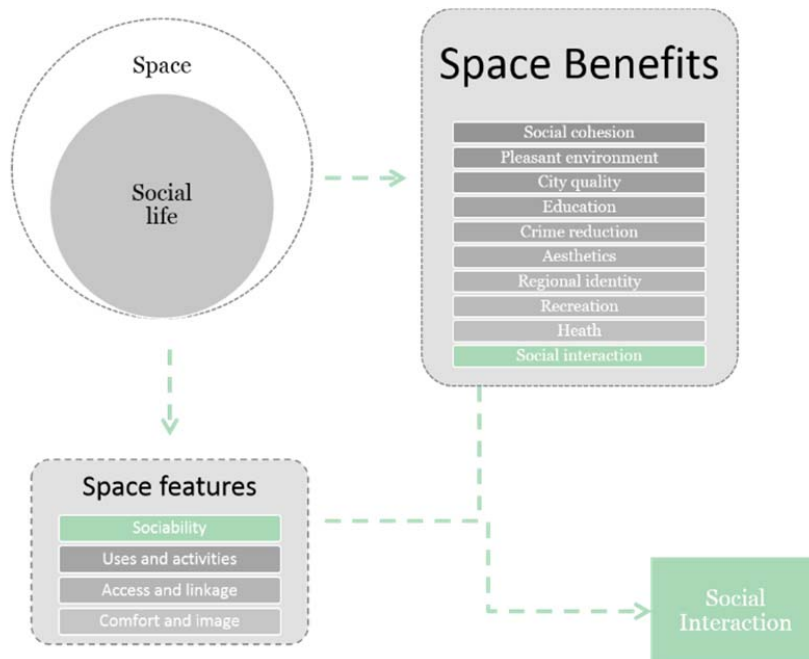 Space
Social
life
Space Benefits
Social cohesion
Pleasant environment
City quality
Education
Crime reduction
Aesthetics
Regional identity
Recreation
Heath
Social interaction
Space features
Sociability
Uses and activities
Access and linkage
Comfort and image
Social
Interaction